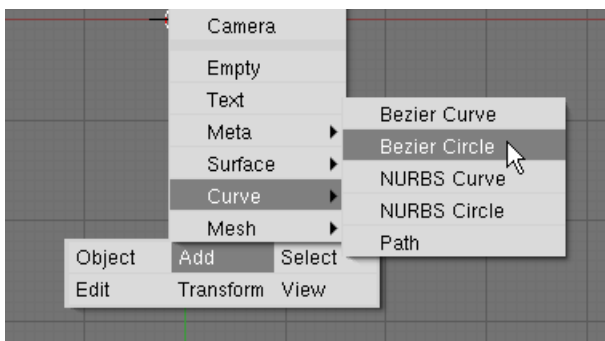 Camera
Empty
Text
Meta
Surface
Curve
Mesh
Bezier Curve
Bezier Circle
NURBS Curve
NURBS Circle
Path
Object Add Select
Edit Transform View